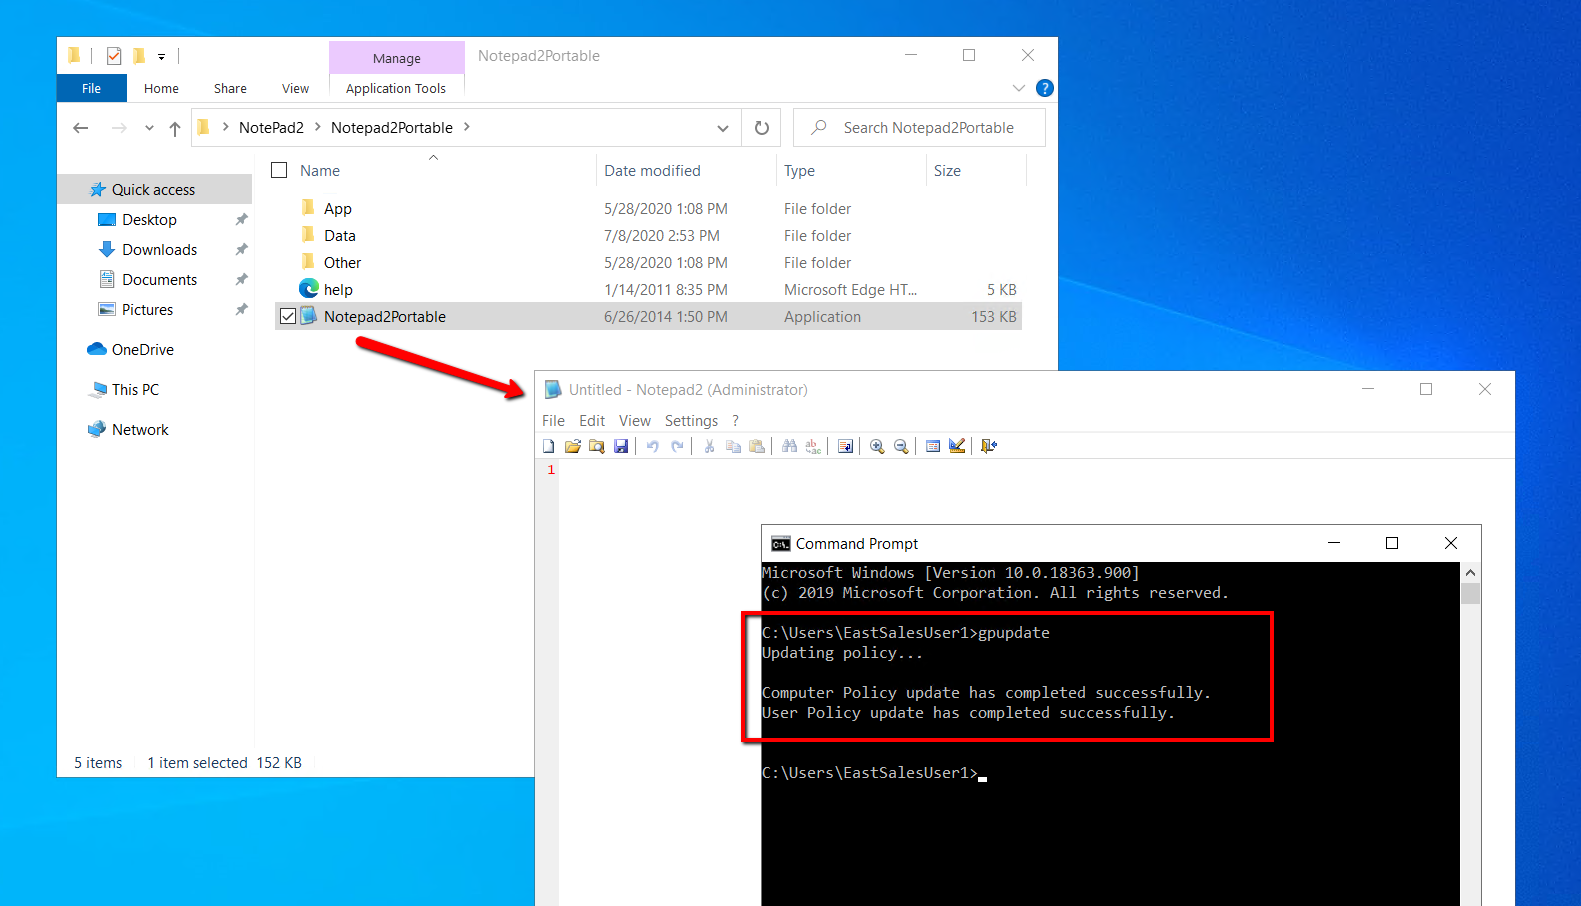 Manage
Notepad2Portable
File
Home
Share
View
Application Tools
?
NotePad2
Notepad2Portable
Search Notepad2Portable
Name
Date modified
Type
Size
Quick access
Desktop
Downloads
Documents
Pictures
OneDrive
This PC
Network
App 5/28/2020 1:08 PM File folder
Data 7/8/2020 2:53 PM File folder
Other 5/28/2020 1:08 PM File folder
help 1/14/2011 8:35 PM Microsoft Edge HT... 5 KB
Notepad2Portable 6/26/2014 1:50 PM Application 153 KB
5 items 1 item selected 152 KB
Untitled - Notepad2 (Administrator)
File Edit View Settings ?
1
Command Prompt
Microsoft Windows [Version 10.0.18363.900]
(c) 2019 Microsoft Corporation. All rights reserved.
C:\Users\EastSalesUser1>gpupdate
Updating policy...
Computer Policy update has completed successfully.
User Policy update has completed successfully.
C:\Users\EastSalesUser1>